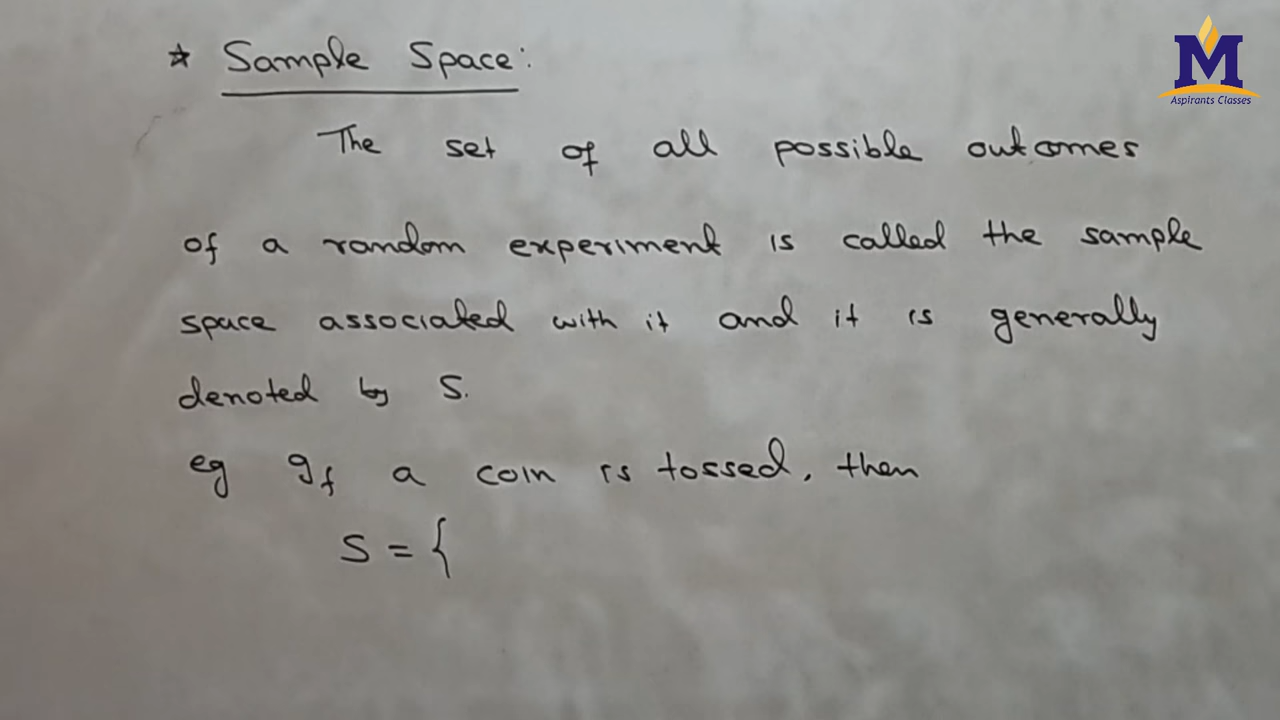 * Sample Space:
The set of all possible outcomes
of a random experiment is called the sample
space associated with it and it is generally
denoted by S.
eg If a coin is tossed, then
S = {
M
Aspirants Classes